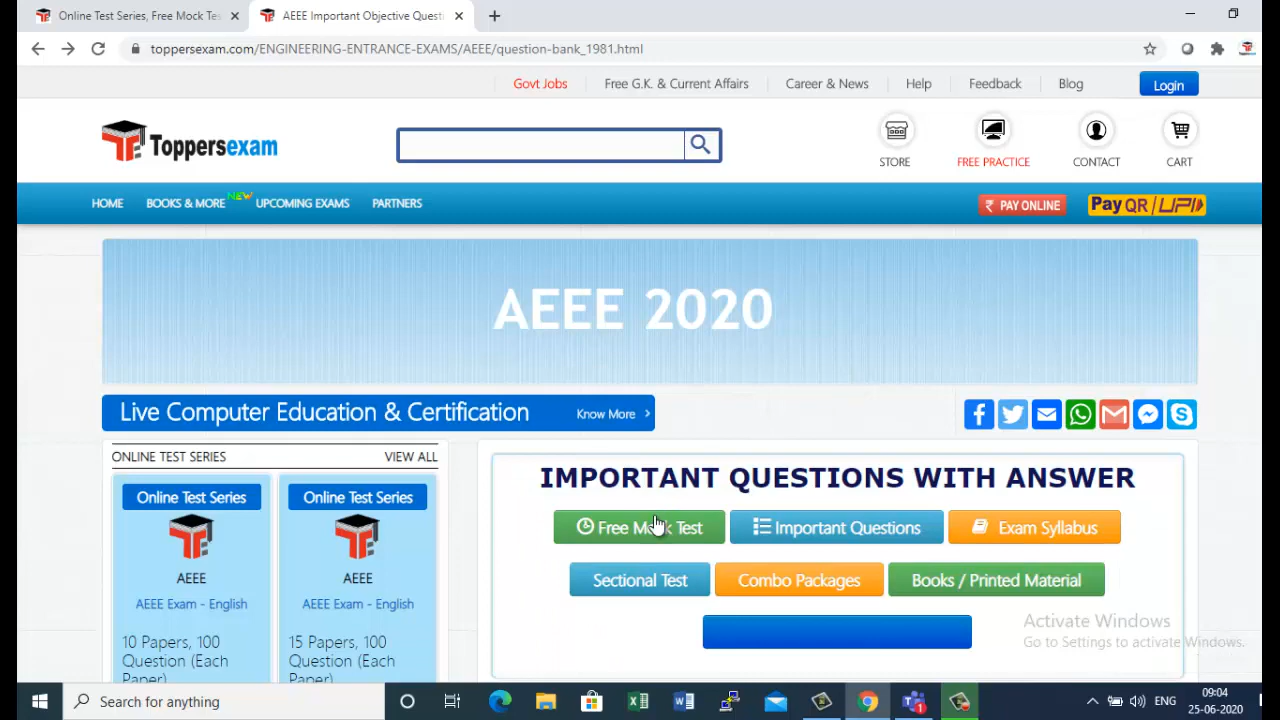 Online Test Series, Free Mock Tes
AEEE Important Objective Questi
toppersexam.com/ENGINEERING-ENTRANCE-EXAMS/AEEE/question-bank_1981.html
Govt Jobs Free G.K. & Current Affairs Career & News Help Feedback Blog Login
Toppersexam
STORE FREE PRACTICE CONTACT CART
HOME BOOKS & MORE NEW UPCOMING EXAMS PARTNERS ₹ PAY ONLINE Pay QR / UPI
AEEE 2020
Live Computer Education & Certification Know More
ONLINE TEST SERIES VIEW ALL
Online Test Series
AEEE
AEEE Exam - English
10 Papers, 100
Question (Each
Paper)
Online Test Series
AEEE
AEEE Exam - English
15 Papers, 100
Question (Each
Paper)
IMPORTANT QUESTIONS WITH ANSWER
Free Mock Test Important Questions Exam Syllabus
Sectional Test Combo Packages Books / Printed Material
Activate Windows
Go to Settings to activate Windows.
Search for anything
ENG
09:04
25-06-2020